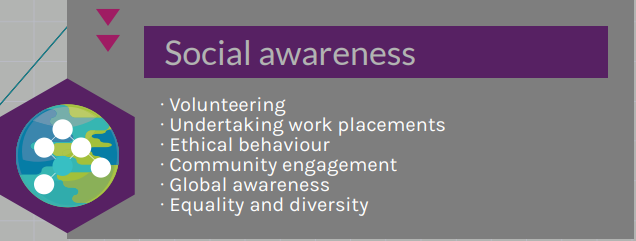 Social awareness
· Volunteering
· Undertaking work placements
· Ethical behaviour
· Community engagement
· Global awareness
· Equality and diversity